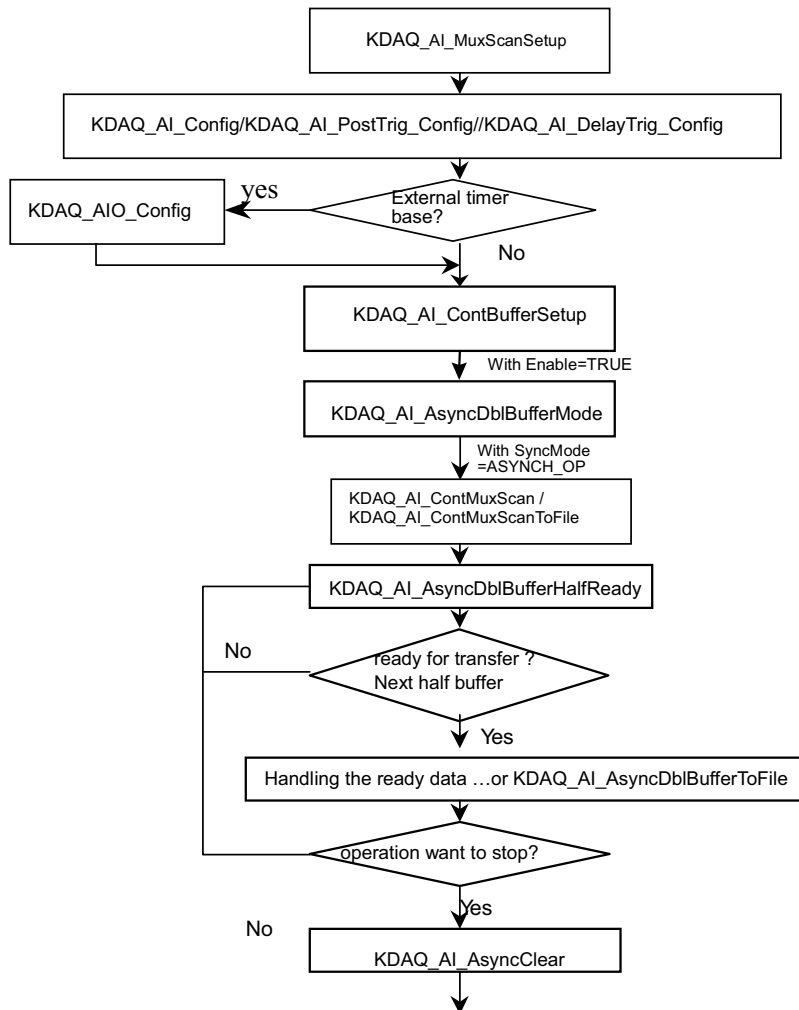 KDAQ_AI_MuxScanSetup
KDAQ_AI_Config/KDAQ_AI_PostTrig_Config//KDAQ_AI_DelayTrig_Config
External timer
base?
yes
KDAQ_AIO_Config
No
KDAQ_AI_ContBufferSetup
With Enable=TRUE
KDAQ_AI_AsyncDblBufferMode
With SyncMode
=ASYNCH_OP
KDAQ_AI_ContMuxScan /
KDAQ_AI_ContMuxScanToFile
KDAQ_AI_AsyncDblBufferHalfReady
No
ready for transfer ?
Next half buffer
Yes
Handling the ready data …or KDAQ_AI_AsyncDblBufferToFile
operation want to stop?
Yes
No
KDAQ_AI_AsyncClear